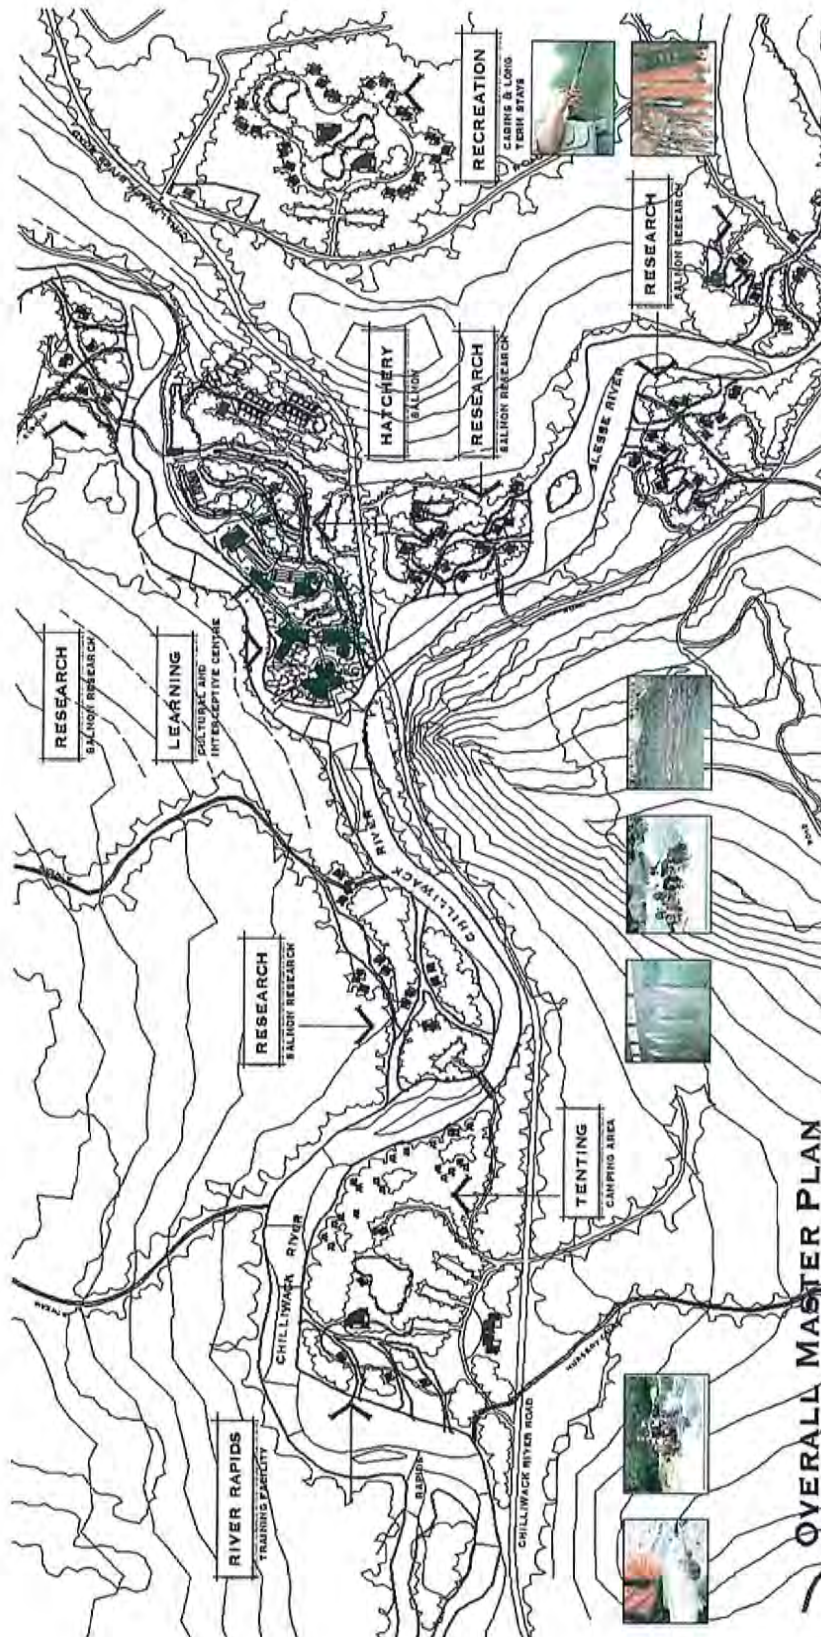 RECREATION
CABINS & LONG
TERM STAYS
RESEARCH
SALMON RESEARCH
HATCHERY
SALMON
RESEARCH
SALMON RESEARCH
SLESSE RIVER
RESEARCH
SALMON RESEARCH
LEARNING
CULTURAL AND
INTERCEPTIVE CENTRE
CHILLIWACK RIVER
ROAD
RESEARCH
SALMON RESEARCH
TENTING
CAMPING AREA
CHILLIWACK RIVER
RIVER RAPIDS
TRAINING FACILITY
RAPIDS
CHILLIWACK RIVER ROAD
OVERALL MASTER PLAN